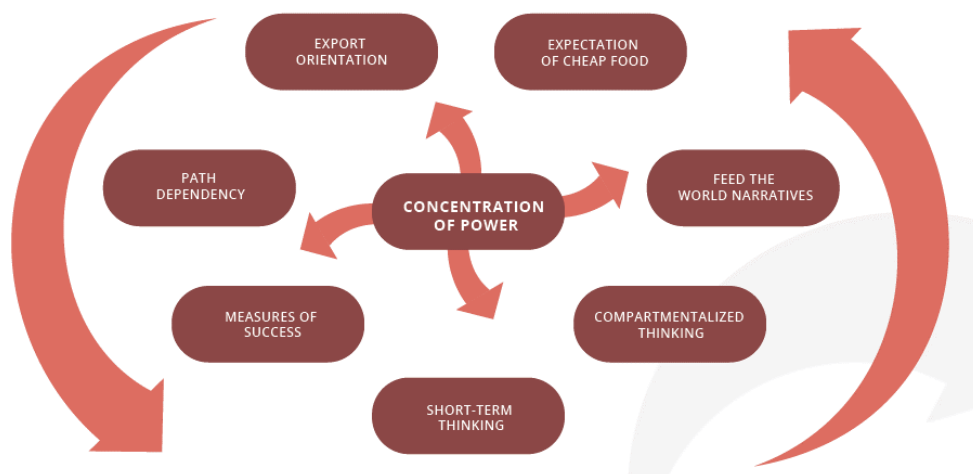 EXPORT
ORIENTATION
EXPECTATION
OF CHEAP FOOD
PATH
DEPENDENCY
FEED THE
WORLD NARRATIVES
CONCENTRATION
OF POWER
MEASURES OF
SUCCESS
COMPARTMENTALIZED
THINKING
SHORT-TERM
THINKING